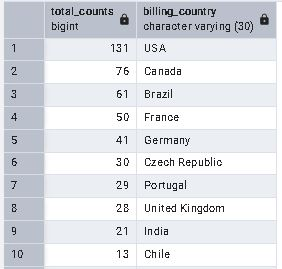 total_counts billing_country
bigint character varying (30)
1 131 USA
2 76 Canada
3 61 Brazil
4 50 France
5 41 Germany
6 30 Czech Republic
7 29 Portugal
8 28 United Kingdom
9 21 India
10 13 Chile